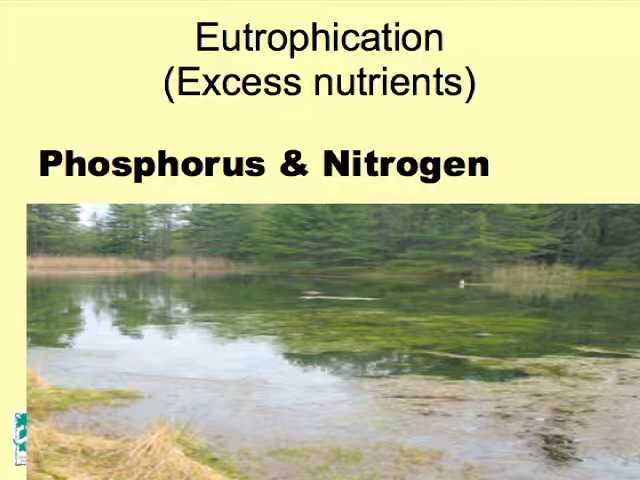 Eutrophication
(Excess nutrients)
Phosphorus & Nitrogen